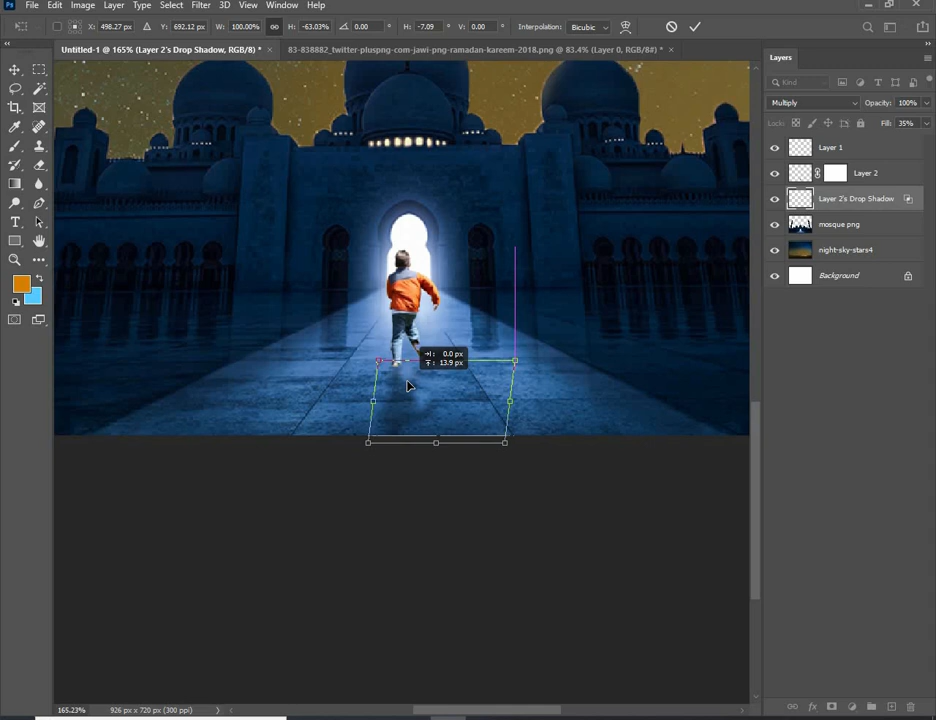 Ps File Edit Image Layer Type Select Filter 3D View Window Help
X: 498.27 px Y: 692.12 px W: 100.00% H: -63.03% 0.00 ° H: -7.09 ° V: 0.00 ° Interpolation: Bicubic
Untitled-1 @ 165% (Layer 2's Drop Shadow, RGB/8) * × 83-838882_twitter-pluspng-com-jawi-png-ramadan-kareem-2018.png @ 83.4% (Layer 0, RGB/8#) * ×
Layers
Kind
Multiply Opacity: 100%
Lock: Fill: 35%
Layer 1
Layer 2
Layer 2's Drop Shadow
mosque png
night-sky-stars4
Background
0.0 px
13.9 px
165.23% 926 px x 720 px (300 ppi)